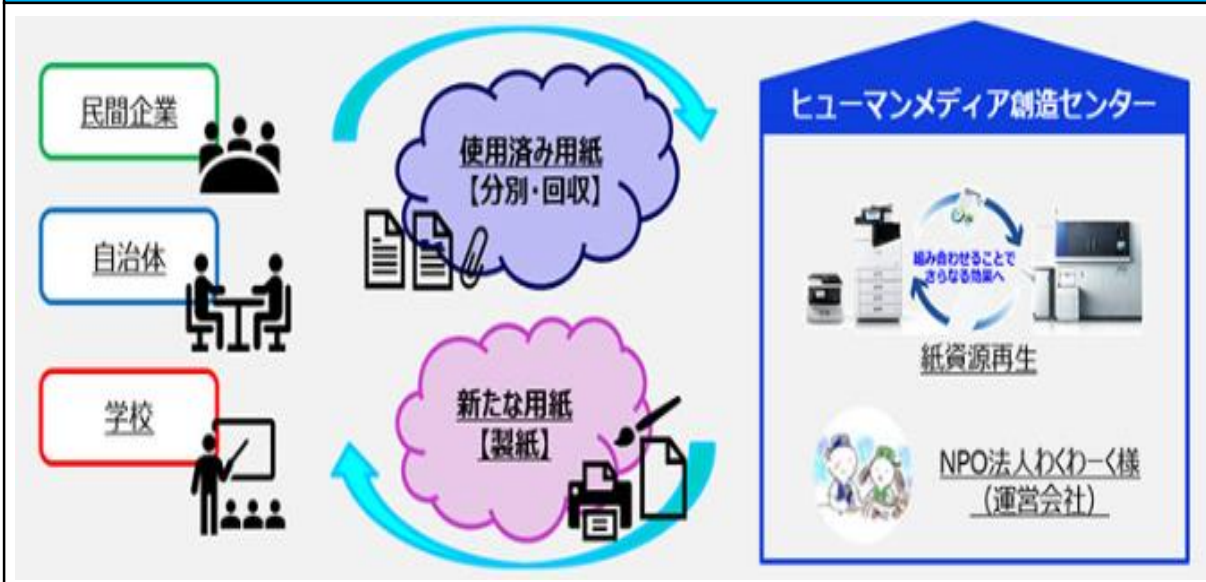 民間企業
自治体
学校
使用済み用紙
【分別・回収】
新たな用紙
【製紙】
ヒューマンメディア創造センター
組み合わせることで
さらなる効果へ
紙資源再生
NPO法人わくわーく様
(運営会社)